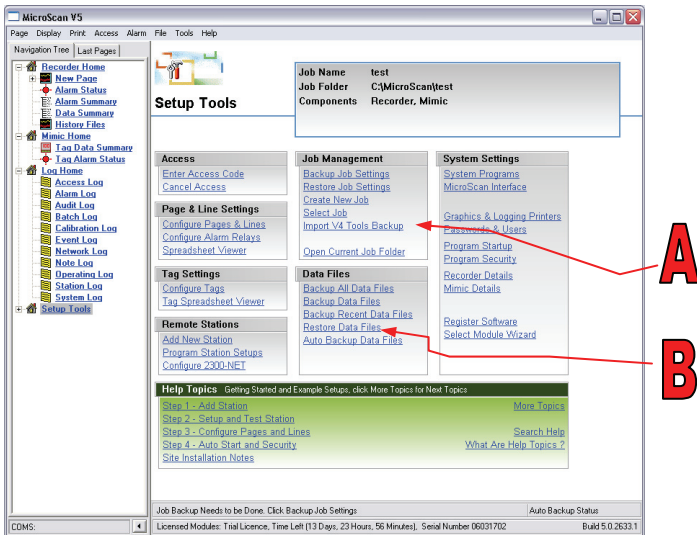 MicroScan V5
Page Display Print Access Alarm File Tools Help
Navigation Tree Last Pages
Recorder Home
New Page
Alarm Status
Alarm Summary
Data Summary
History Files
Mimic Home
Tag Data Summary
Tag Alarm Status
Log Home
Access Log
Alarm Log
Audit Log
Batch Log
Calibration Log
Event Log
Network Log
Note Log
Operating Log
Station Log
System Log
Setup Tools
Setup Tools
Job Name test
Job Folder C:\MicroScan\test
Components Recorder, Mimic
Access
Enter Access Code
Cancel Access
Page & Line Settings
Configure Pages & Lines
Configure Alarm Relays
Spreadsheet Viewer
Tag Settings
Configure Tags
Tag Spreadsheet Viewer
Remote Stations
Add New Station
Program Station Setups
Configure 2300-NET
Job Management
Backup Job Settings
Restore Job Settings
Create New Job
Select Job
Import V4 Tools Backup
Open Current Job Folder
Data Files
Backup All Data Files
Backup Data Files
Backup Recent Data Files
Restore Data Files
Auto Backup Data Files
System Settings
System Programs
MicroScan Interface
Graphics & Logging Printers
Passwords & Users
Program Startup
Program Security
Recorder Details
Mimic Details
Register Software
Select Module Wizard
A
B
Help Topics Getting Started and Example Setups, click More Topics for Next Topics
Step 1 - Add Station
Step 2 - Setup and Test Station
Step 3 - Configure Pages and Lines
Step 4 - Auto Start and Security
Site Installation Notes
More Topics
Search Help
What Are Help Topics ?
Job Backup Needs to be Done. Click Backup Job Settings
Auto Backup Status
COMS:
Licensed Modules: Trial Licence, Time Left (13 Days, 23 Hours, 56 Minutes), Serial Number 06031702
Build 5.0.2633.1